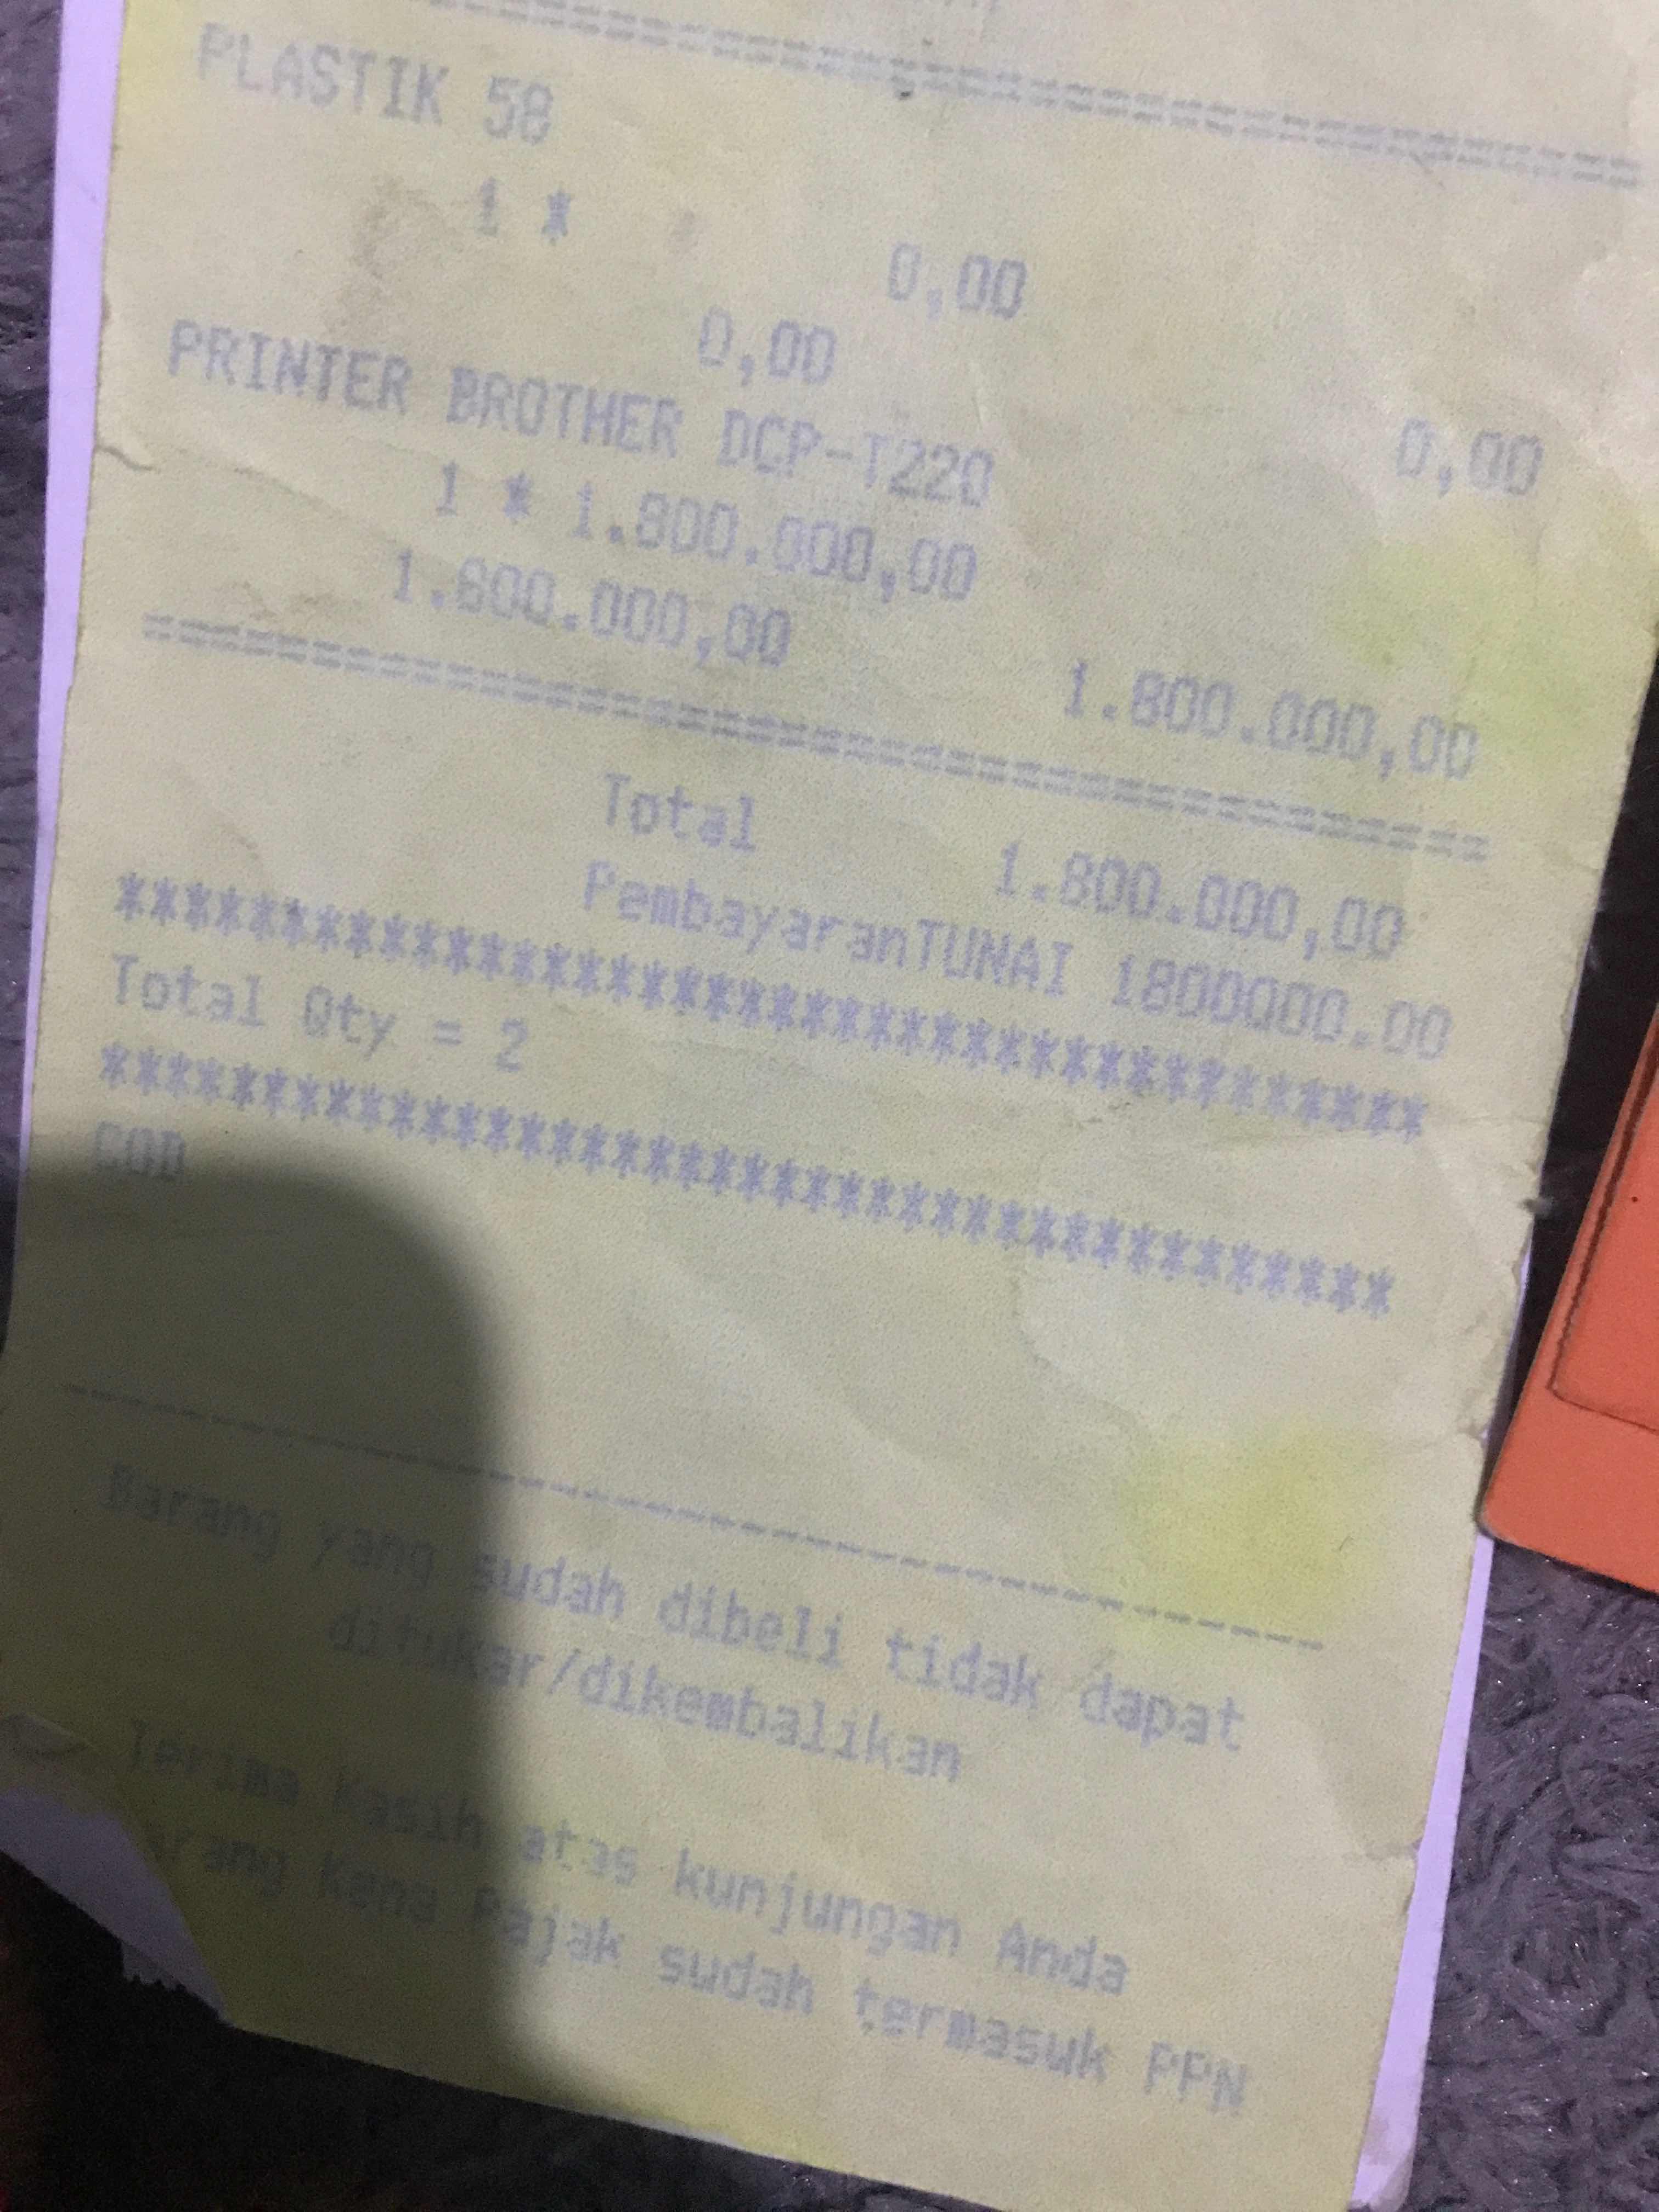 PLASTIK 58
1 * 0,00
0,00 0,00
PRINTER BROTHER DCP-T220
1 * 1.800.000,00
1.800.000,00 1.800.000,00
Total 1.800.000,00
PembayaranTUNAI 1800000.00
****************************************
Total Qty = 2
****************************************
COD
Barang yang sudah dibeli tidak dapat
ditukar/dikembalikan
Terima Kasih atas kunjungan Anda
Kena Pajak sudah termasuk PPN